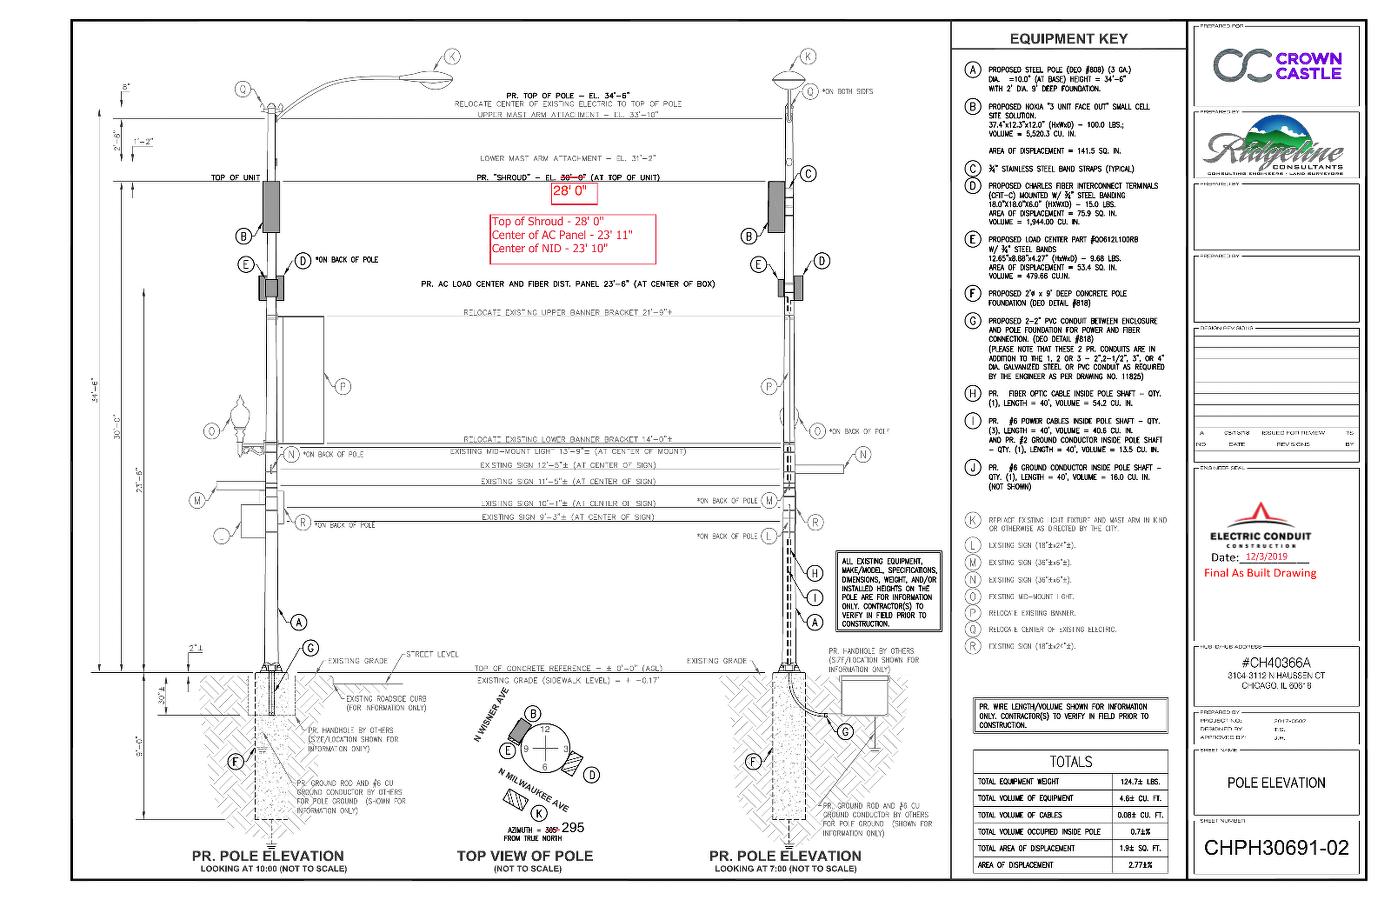 K
K
Q
Q
*ON BOTH SIDES
6"
2'-8"
1'-2"
PR. TOP OF POLE - EL. 34'-6"
RELOCATE CENTER OF EXISTING ELECTRIC TO TOP OF POLE
UPPER MAST ARM ATTACHMENT - EL. 33'-10"
LOWER MAST ARM ATTACHMENT - EL. 31'-2"
TOP OF UNIT
PR. "SHROUD" - EL. 30'-0" (AT TOP OF UNIT)
28' 0"
Top of Shroud - 28' 0"
Center of AC Panel - 23' 11"
Center of NID - 23' 10"
C
B
B
E
D
*ON BACK OF POLE
E
D
PR. AC LOAD CENTER AND FIBER DIST. PANEL 23'-6" (AT CENTER OF BOX)
RELOCATE EXISTING UPPER BANNER BRACKET 21'-9"±
34'-6"
30'-0"
23'-6"
P
P
O
O
*ON BACK OF POLE
RELOCATE EXISTING LOWER BANNER BRACKET 14'-0"±
EXISTING MID-MOUNT LIGHT 13'-9"± (AT CENTER OF MOUNT)
N
*ON BACK OF POLE
N
EXISTING SIGN 12'-5"± (AT CENTER OF SIGN)
EXISTING SIGN 11'-5"± (AT CENTER OF SIGN)
M
*ON BACK OF POLE
M
EXISTING SIGN 10'-1"± (AT CENTER OF SIGN)
EXISTING SIGN 9'-3"± (AT CENTER OF SIGN)
R
*ON BACK OF POLE
R
L
*ON BACK OF POLE
L
ALL EXISTING EQUIPMENT,
MAKE/MODEL, SPECIFICATIONS,
DIMENSIONS, WEIGHT, AND/OR
INSTALLED HEIGHTS ON THE
POLE ARE FOR INFORMATION
ONLY. CONTRACTOR(S) TO
VERIFY IN FIELD PRIOR TO
CONSTRUCTION.
H
I
A
A
G
2"±
EXISTING GRADE
STREET LEVEL
TOP OF CONCRETE REFERENCE - ± 0'-0" (AGL)
EXISTING GRADE (SIDEWALK LEVEL) = ± -0.17'
EXISTING GRADE
PR. HANDHOLE BY OTHERS
(SIZE/LOCATION SHOWN FOR
INFORMATION ONLY)
30"±
EXISTING ROADSIDE CURB
(FOR INFORMATION ONLY)
PR. HANDHOLE BY OTHERS
(SIZE/LOCATION SHOWN FOR
INFORMATION ONLY)
G
F
F
PR. GROUND ROD AND #6 CU
GROUND CONDUCTOR BY OTHERS
FOR POLE GROUND (SHOWN FOR
INFORMATION ONLY)
PR. GROUND ROD AND #6 CU
GROUND CONDUCTOR BY OTHERS
FOR POLE GROUND (SHOWN FOR
INFORMATION ONLY)
N WISNER AVE
B
12
E
9
3
6
D
N MILWAUKEE AVE
K
AZIMUTH = 305° 295
FROM TRUE NORTH
PR. POLE ELEVATION
LOOKING AT 10:00 (NOT TO SCALE)
TOP VIEW OF POLE
(NOT TO SCALE)
PR. POLE ELEVATION
LOOKING AT 7:00 (NOT TO SCALE)
EQUIPMENT KEY
A PROPOSED STEEL POLE (DEO #808) (3 GA.)
DIA. =10.0" (AT BASE) HEIGHT = 34'-6"
WITH 2' DIA. 9' DEEP FOUNDATION.
B PROPOSED NOKIA "3 UNIT FACE OUT" SMALL CELL
SITE SOLUTION.
37.4"x12.3"x12.0" (HxWxD) - 100.0 LBS.;
VOLUME = 5,520.3 CU. IN.
AREA OF DISPLACEMENT = 141.5 SQ. IN.
C ¾" STAINLESS STEEL BAND STRAPS (TYPICAL)
D PROPOSED CHARLES FIBER INTERCONNECT TERMINALS
(CFIT-C) MOUNTED W/ ¾" STEEL BANDING
18.0"X18.0"X6.0" (HXWXD) - 15.0 LBS.
AREA OF DISPLACEMENT = 75.9 SQ. IN.
VOLUME = 1,944.00 CU. IN.
E PROPOSED LOAD CENTER PART #QO612L100RB
W/ ¾" STEEL BANDS
12.65"x8.88"x4.27" (HxWxD) - 9.68 LBS.
AREA OF DISPLACEMENT = 53.4 SQ. IN.
VOLUME = 479.66 CU.IN.
F PROPOSED 2'ø x 9' DEEP CONCRETE POLE
FOUNDATION (DEO DETAIL #818)
G PROPOSED 2-2" PVC CONDUIT BETWEEN ENCLOSURE
AND POLE FOUNDATION FOR POWER AND FIBER
CONNECTION. (DEO DETAIL #818)
(PLEASE NOTE THAT THESE 2 PR. CONDUITS ARE IN
ADDITION TO THE 1, 2 OR 3 - 2",2-1/2", 3", OR 4"
DIA. GALVANIZED STEEL OR PVC CONDUIT AS REQUIRED
BY THE ENGINEER AS PER DRAWING NO. 11825)
H PR. FIBER OPTIC CABLE INSIDE POLE SHAFT - QTY.
(1), LENGTH = 40', VOLUME = 54.2 CU. IN.
I PR. #6 POWER CABLES INSIDE POLE SHAFT - QTY.
(3), LENGTH = 40', VOLUME = 40.6 CU. IN.
AND PR. #2 GROUND CONDUCTOR INSIDE POLE SHAFT
- QTY. (1), LENGTH = 40', VOLUME = 13.5 CU. IN.
J PR. #6 GROUND CONDUCTOR INSIDE POLE SHAFT -
QTY. (1), LENGTH = 40', VOLUME = 16.0 CU. IN.
(NOT SHOWN)
K REPLACE EXISTING LIGHT FIXTURE AND MAST ARM IN KIND
OR OTHERWISE AS DIRECTED BY THE CITY.
L EXISTING SIGN (18"±x24"±).
M EXISTING SIGN (36"±x6"±).
N EXISTING SIGN (36"±x6"±).
O EXISTING MID-MOUNT LIGHT.
P RELOCATE EXISTING BANNER.
Q RELOCATE CENTER OF EXISTING ELECTRIC.
R EXISTING SIGN (18"±x24"±).
PR. WIRE LENGTH/VOLUME SHOWN FOR INFORMATION
ONLY. CONTRACTOR(S) TO VERIFY IN FIELD PRIOR TO
CONSTRUCTION.
TOTALS
TOTAL EQUIPMENT WEIGHT 124.7± LBS.
TOTAL VOLUME OF EQUIPMENT 4.6± CU. FT.
TOTAL VOLUME OF CABLES 0.08± CU. FT.
TOTAL VOLUME OCCUPIED INSIDE POLE 0.7±%
TOTAL AREA OF DISPLACEMENT 1.9± SQ. FT.
AREA OF DISPLACEMENT 2.77±%
PREPARED FOR
CROWN
CASTLE
PREPARED BY
Ridgeline
CONSULTANTS
CONSULTING ENGINEERS · LAND SURVEYORS
PREPARED BY
PREPARED BY
DESIGN REVISIONS
A ISSUED FOR REVIEW TS
NO DATE REVISIONS BY
ENGINEER SEAL
ELECTRIC CONDUIT
CONSTRUCTION
Date: 12/3/2019
Final As Built Drawing
HUB ID/HUB ADDRESS
#CH40366A
3104-3112 N HAUSSEN CT
CHICAGO, IL 60618
PREPARED BY
PROJECT NO:
DESIGNED BY:
APPROVED BY:
SHEET NAME
POLE ELEVATION
SHEET NUMBER
CHPH30691-02